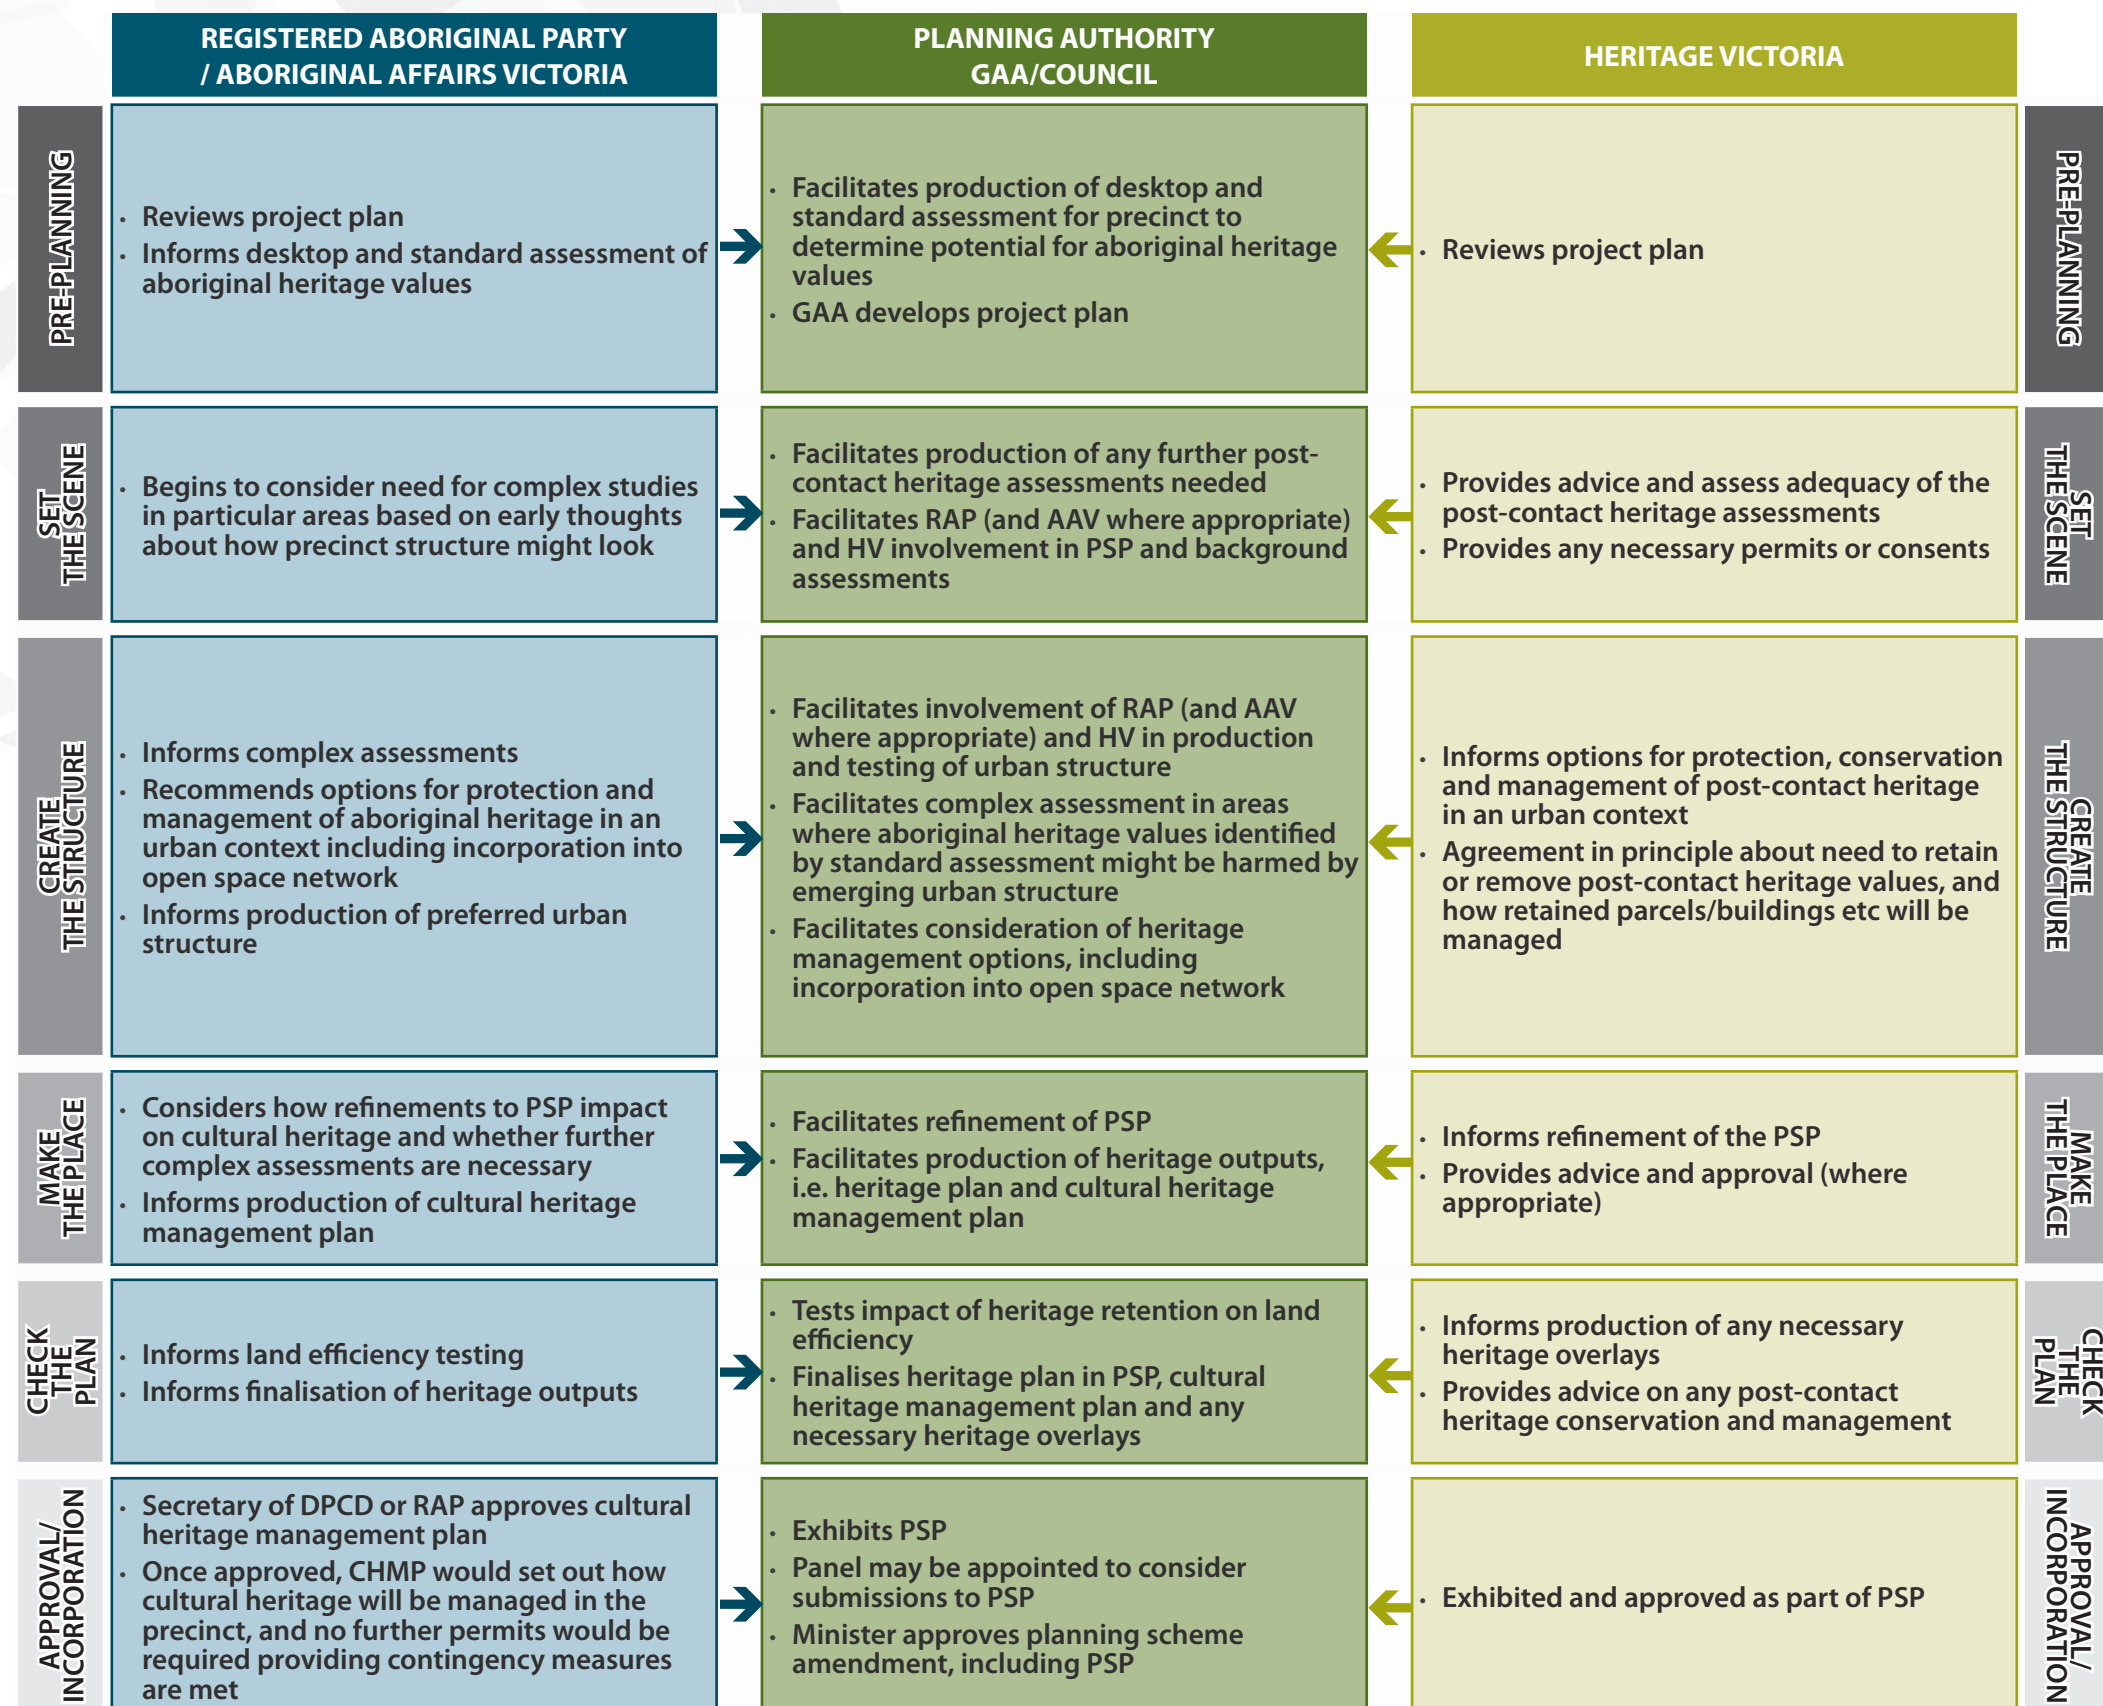 REGISTERED ABORIGINAL PARTY
/ ABORIGINAL AFFAIRS VICTORIA
PLANNING AUTHORITY
GAA/COUNCIL
HERITAGE VICTORIA
PRE-PLANNING
• Reviews project plan
• Informs desktop and standard assessment of
aboriginal heritage values
• Facilitates production of desktop and
standard assessment for precinct to
determine potential for aboriginal heritage
values
• GAA develops project plan
• Reviews project plan
PRE-PLANNING
SET
THE SCENE
• Begins to consider need for complex studies
in particular areas based on early thoughts
about how precinct structure might look
• Facilitates production of any further post-
contact heritage assessments needed
• Facilitates RAP (and AAV where appropriate)
and HV involvement in PSP and background
assessments
• Provides advice and assess adequacy of the
post-contact heritage assessments
• Provides any necessary permits or consents
SET
THE SCENE
CREATE
THE STRUCTURE
• Informs complex assessments
• Recommends options for protection and
management of aboriginal heritage in an
urban context including incorporation into
open space network
• Informs production of preferred urban
structure
• Facilitates involvement of RAP (and AAV
where appropriate) and HV in production
and testing of urban structure
• Facilitates complex assessment in areas
where aboriginal heritage values identified
by standard assessment might be harmed by
emerging urban structure
• Facilitates consideration of heritage
management options, including
incorporation into open space network
• Informs options for protection, conservation
and management of post-contact heritage
in an urban context
• Agreement in principle about need to retain
or remove post-contact heritage values, and
how retained parcels/buildings etc will be
managed
CREATE
THE STRUCTURE
MAKE
THE PLACE
• Considers how refinements to PSP impact
on cultural heritage and whether further
complex assessments are necessary
• Informs production of cultural heritage
management plan
• Facilitates refinement of PSP
• Facilitates production of heritage outputs,
i.e. heritage plan and cultural heritage
management plan
• Informs refinement of the PSP
• Provides advice and approval (where
appropriate)
MAKE
THE PLACE
CHECK
THE
PLAN
• Informs land efficiency testing
• Informs finalisation of heritage outputs
• Tests impact of heritage retention on land
efficiency
• Finalises heritage plan in PSP, cultural
heritage management plan and any
necessary heritage overlays
• Informs production of any necessary
heritage overlays
• Provides advice on any post-contact
heritage conservation and management
CHECK
THE
PLAN
APPROVAL/
INCORPORATION
• Secretary of DPCD or RAP approves cultural
heritage management plan
• Once approved, CHMP would set out how
cultural heritage will be managed in the
precinct, and no further permits would be
required providing contingency measures
are met
• Exhibits PSP
• Panel may be appointed to consider
submissions to PSP
• Minister approves planning scheme
amendment, including PSP
• Exhibited and approved as part of PSP
APPROVAL/
INCORPORATION